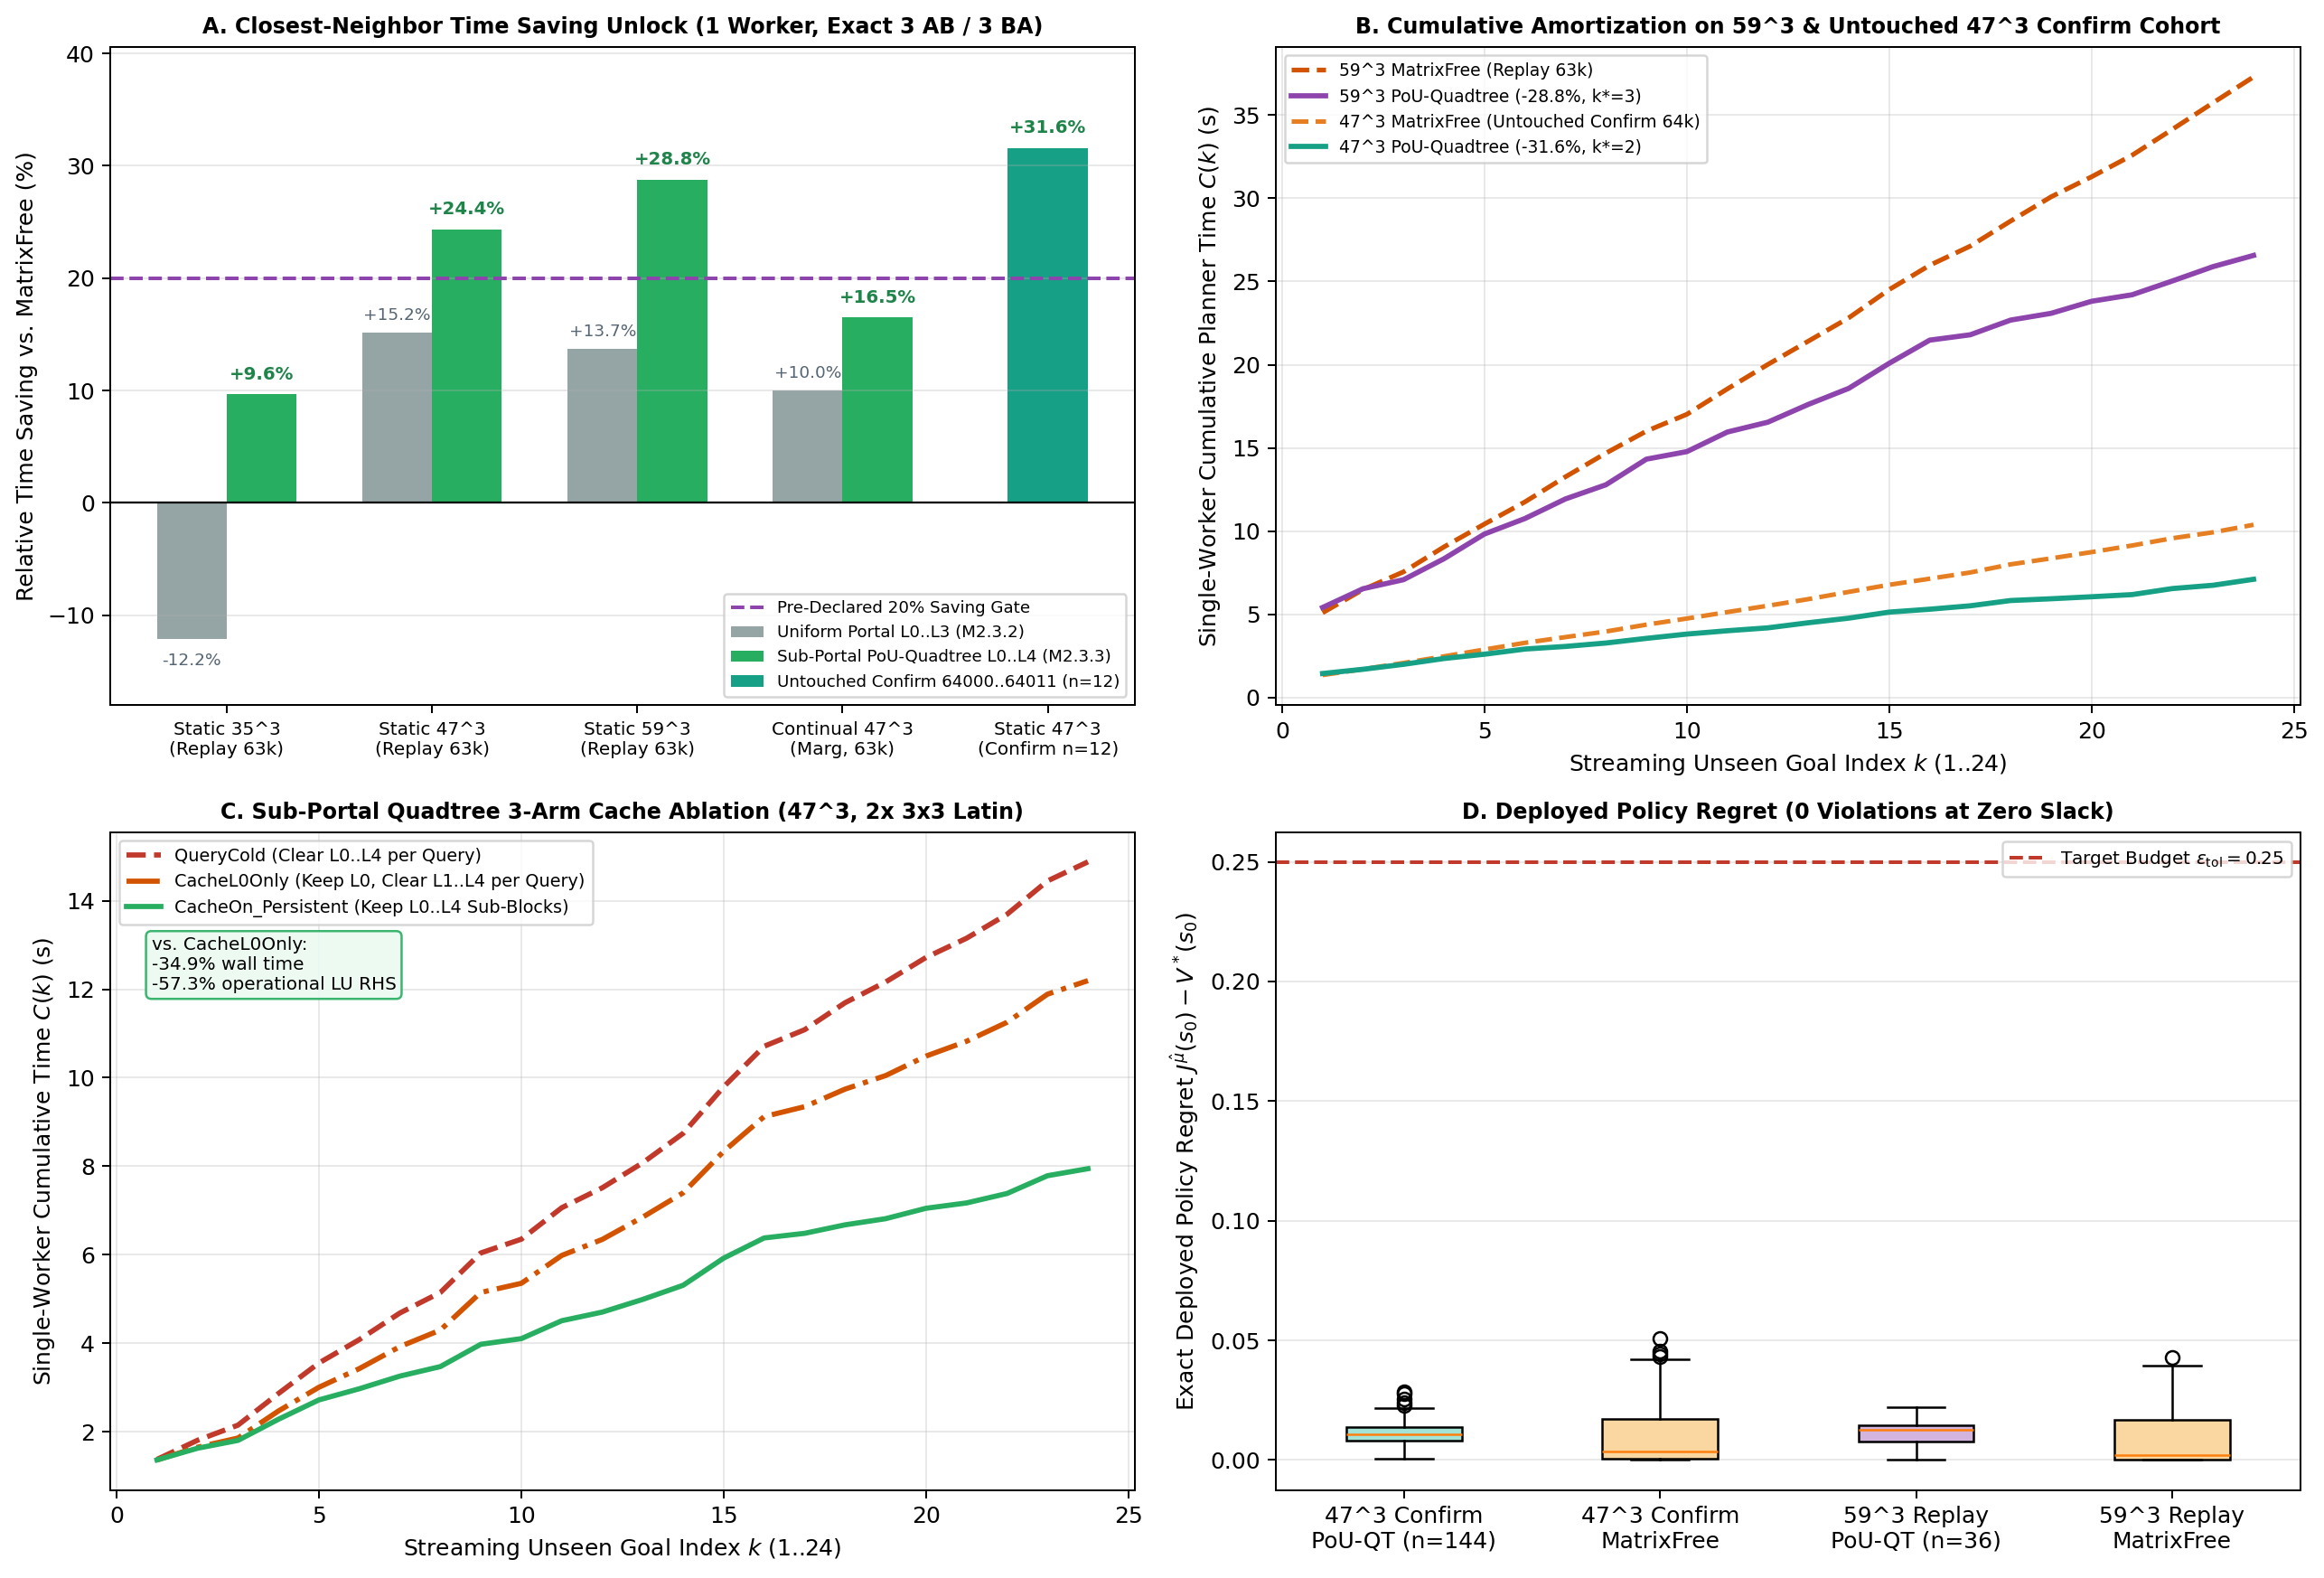 A. Closest-Neighbor Time Saving Unlock (1 Worker, Exact 3 AB / 3 BA)
Relative Time Saving vs. MatrixFree (%)
40
30
20
10
0
−10
-12.2%
+9.6%
+15.2%
+24.4%
+13.7%
+28.8%
+10.0%
+16.5%
+31.6%
Pre-Declared 20% Saving Gate
Uniform Portal L0..L3 (M2.3.2)
Sub-Portal PoU-Quadtree L0..L4 (M2.3.3)
Untouched Confirm 64000..64011 (n=12)
Static 35^3
(Replay 63k)
Static 47^3
(Replay 63k)
Static 59^3
(Replay 63k)
Continual 47^3
(Marg, 63k)
Static 47^3
(Confirm n=12)
B. Cumulative Amortization on 59^3 & Untouched 47^3 Confirm Cohort
Single-Worker Cumulative Planner Time C(k) (s)
35
30
25
20
15
10
5
0
59^3 MatrixFree (Replay 63k)
59^3 PoU-Quadtree (-28.8%, k*=3)
47^3 MatrixFree (Untouched Confirm 64k)
47^3 PoU-Quadtree (-31.6%, k*=2)
0
5
10
15
20
25
Streaming Unseen Goal Index k (1..24)
C. Sub-Portal Quadtree 3-Arm Cache Ablation (47^3, 2x 3x3 Latin)
Single-Worker Cumulative Time C(k) (s)
14
12
10
8
6
4
2
QueryCold (Clear L0..L4 per Query)
CacheL0Only (Keep L0, Clear L1..L4 per Query)
CacheOn_Persistent (Keep L0..L4 Sub-Blocks)
vs. CacheL0Only:
-34.9% wall time
-57.3% operational LU RHS
0
5
10
15
20
25
Streaming Unseen Goal Index k (1..24)
D. Deployed Policy Regret (0 Violations at Zero Slack)
Exact Deployed Policy Regret J^μ̂(s₀) − V*(s₀)
0.25
0.20
0.15
0.10
0.05
0.00
Target Budget ε_tol = 0.25
47^3 Confirm
PoU-QT (n=144)
47^3 Confirm
MatrixFree
59^3 Replay
PoU-QT (n=36)
59^3 Replay
MatrixFree